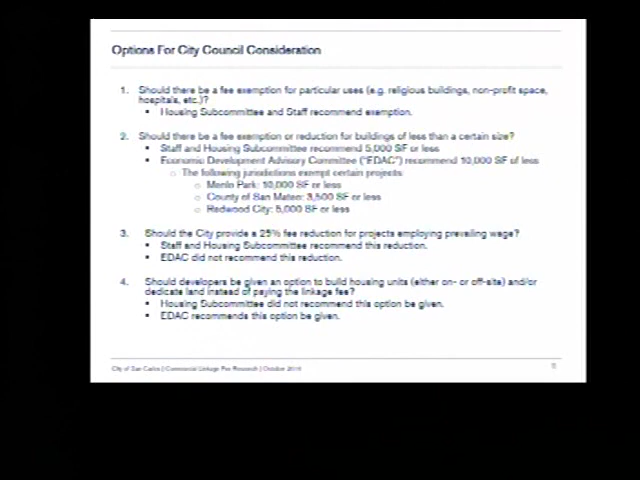 Options For City Council Consideration
1. Should there be a fee exemption for particular uses (e.g. religious buildings, non-profit space,
hospitals, etc.)?
▪ Housing Subcommittee and Staff recommend exemption.
2. Should there be a fee exemption or reduction for buildings of less than a certain size?
▪ Staff and Housing Subcommittee recommend 5,000 SF or less
▪ Economic Development Advisory Committee ("EDAC") recommend 10,000 SF of less
○ The following jurisdictions exempt certain projects:
○ Menlo Park: 10,000 SF or less
○ County of San Mateo: 3,500 SF or less
○ Redwood City: 5,000 SF or less
3. Should the City provide a 25% fee reduction for projects employing prevailing wage?
▪ Staff and Housing Subcommittee recommend this reduction.
▪ EDAC did not recommend this reduction.
4. Should developers be given an option to build housing units (either on- or off-site) and/or
dedicate land instead of paying the linkage fee?
▪ Housing Subcommittee did not recommend this option be given.
▪ EDAC recommends this option be given.
City of San Carlos | Commercial Linkage Fee Research | October